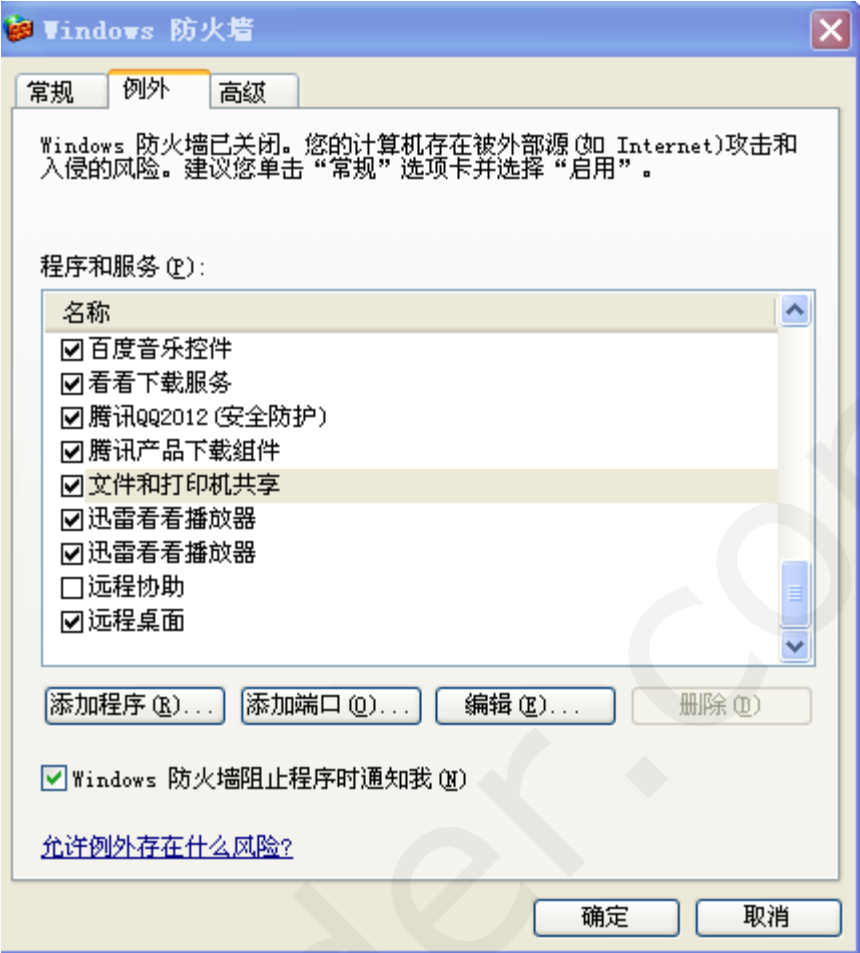 Windows 防火墙
常规
例外
高级
Windows 防火墙已关闭。您的计算机存在被外部源(如 Internet)攻击和
入侵的风险。建议您单击“常规”选项卡并选择“启用”。
程序和服务(P):
名称
百度音乐控件
看看下载服务
腾讯QQ2012(安全防护)
腾讯产品下载组件
文件和打印机共享
迅雷看看播放器
迅雷看看播放器
远程协助
远程桌面
添加程序(R)... 添加端口(O)... 编辑(E)... 删除(D)
Windows 防火墙阻止程序时通知我(N)
允许例外存在什么风险?
确定 取消